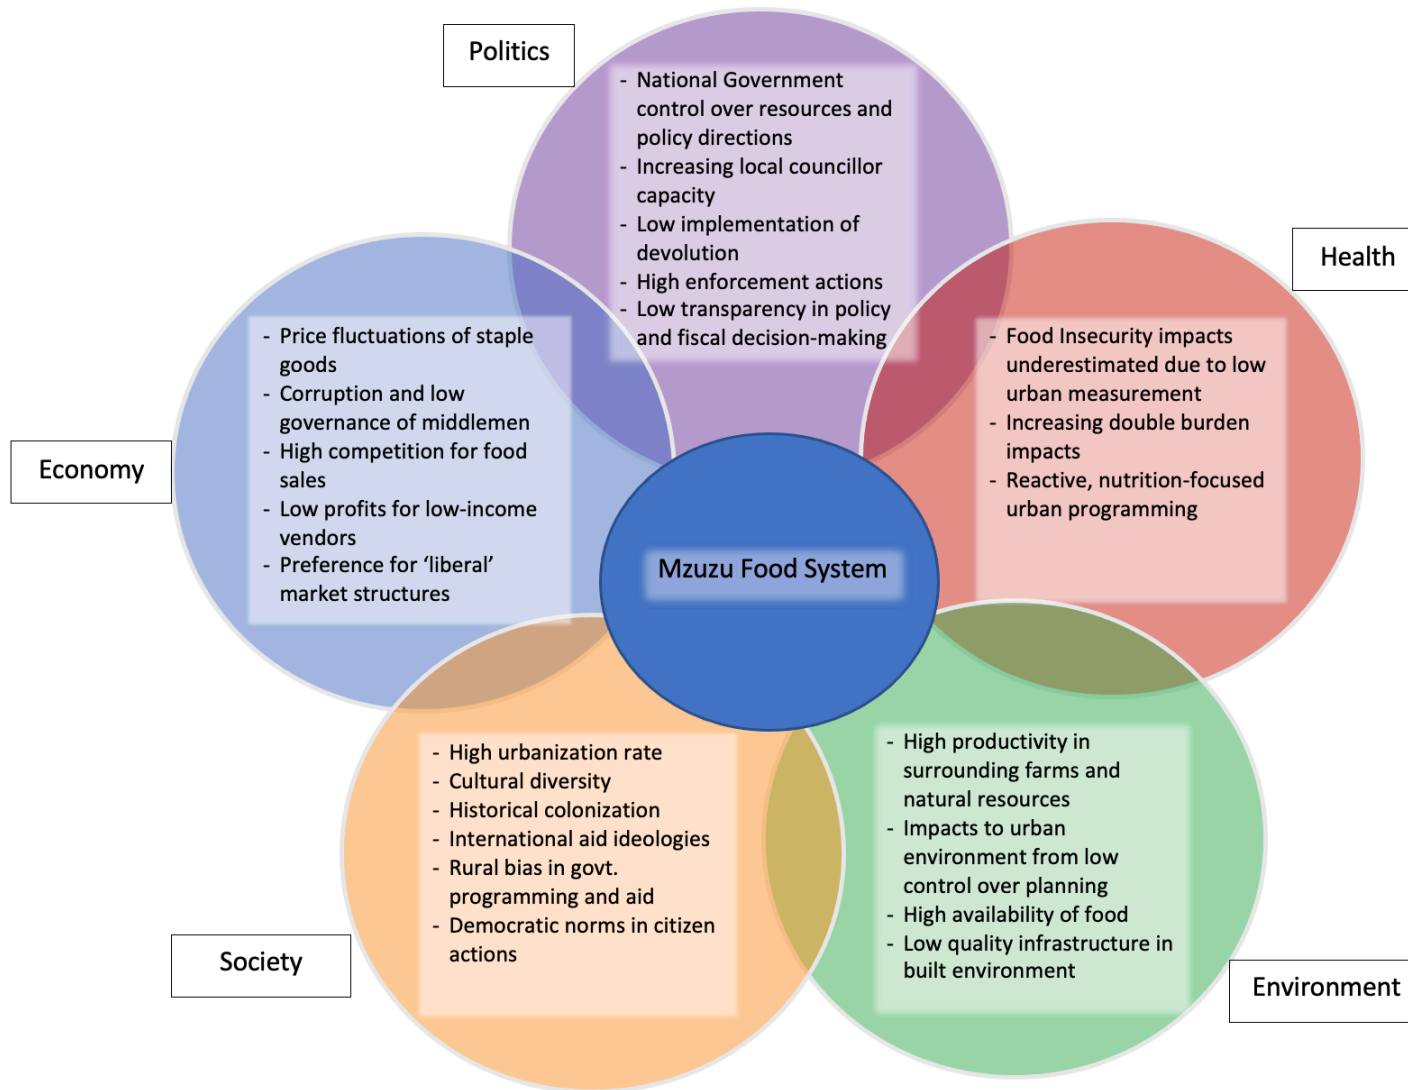 Politics
- National Government
control over resources and
policy directions
- Increasing local councillor
capacity
- Low implementation of
devolution
- High enforcement actions
- Low transparency in policy
and fiscal decision-making
Health
- Food Insecurity impacts
underestimated due to low
urban measurement
- Increasing double burden
impacts
- Reactive, nutrition-focused
urban programming
Economy
- Price fluctuations of staple
goods
- Corruption and low
governance of middlemen
- High competition for food
sales
- Low profits for low-income
vendors
- Preference for ‘liberal’
market structures
Mzuzu Food System
Society
- High urbanization rate
- Cultural diversity
- Historical colonization
- International aid ideologies
- Rural bias in govt.
programming and aid
- Democratic norms in citizen
actions
Environment
- High productivity in
surrounding farms and
natural resources
- Impacts to urban
environment from low
control over planning
- High availability of food
- Low quality infrastructure in
built environment